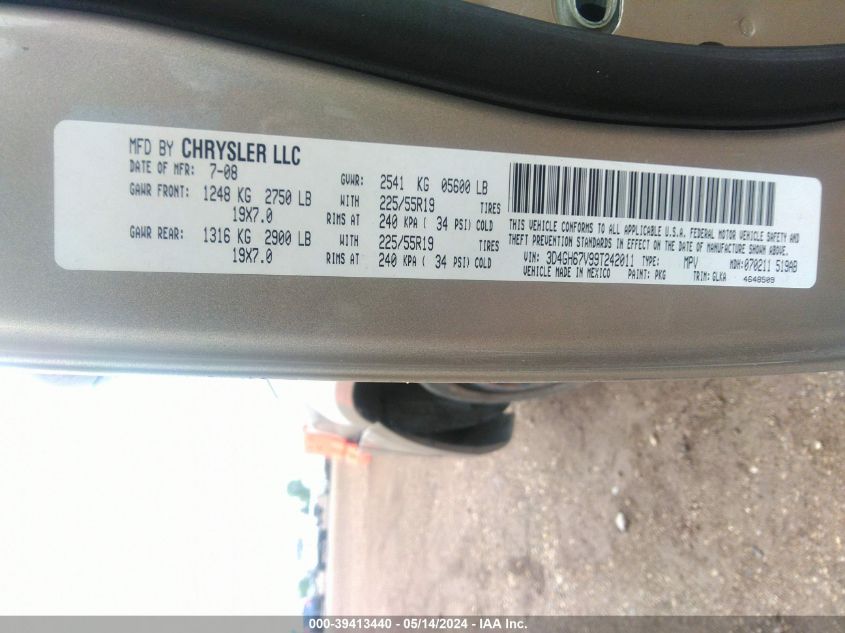 MFD BY CHRYSLER LLC
DATE OF MFR: 7-08 GVWR: 2541 KG 05600 LB
GAWR FRONT: 1248 KG 2750 LB WITH 225/55R19 TIRES
19X7.0 RIMS AT 240 KPA ( 34 PSI) COLD
GAWR REAR: 1316 KG 2900 LB WITH 225/55R19 TIRES
19X7.0 RIMS AT 240 KPA ( 34 PSI) COLD
THIS VEHICLE CONFORMS TO ALL APPLICABLE U.S.A. FEDERAL MOTOR VEHICLE SAFETY AND
THEFT PREVENTION STANDARDS IN EFFECT ON THE DATE OF MANUFACTURE SHOWN ABOVE.
VIN: 3D4GH67V99T242011 TYPE: MPV MDH: 070211 519AB
VEHICLE MADE IN MEXICO PAINT: PKG TRIM: GLKA 4648509
000-39413440 - 05/14/2024 - IAA Inc.